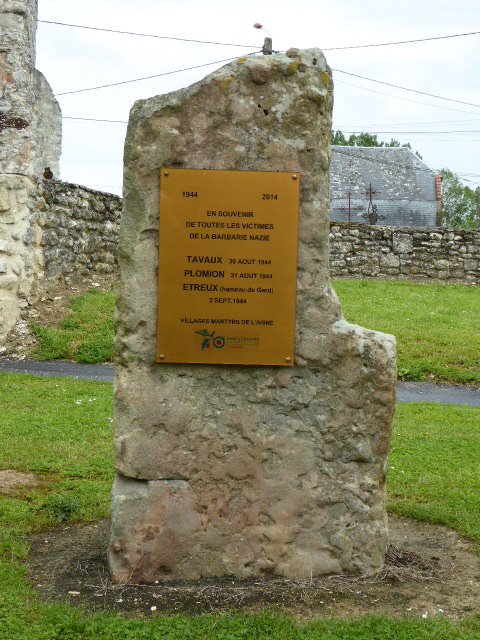 1944 2014
EN SOUVENIR
DE TOUTES LES VICTIMES
DE LA BARBARIE NAZIE
TAVAUX 30 AOUT 1944
PLOMION 31 AOUT 1944
ETREUX (hameau du Gard)
2 SEPT.1944
VILLAGES MARTYRS DE L'AISNE